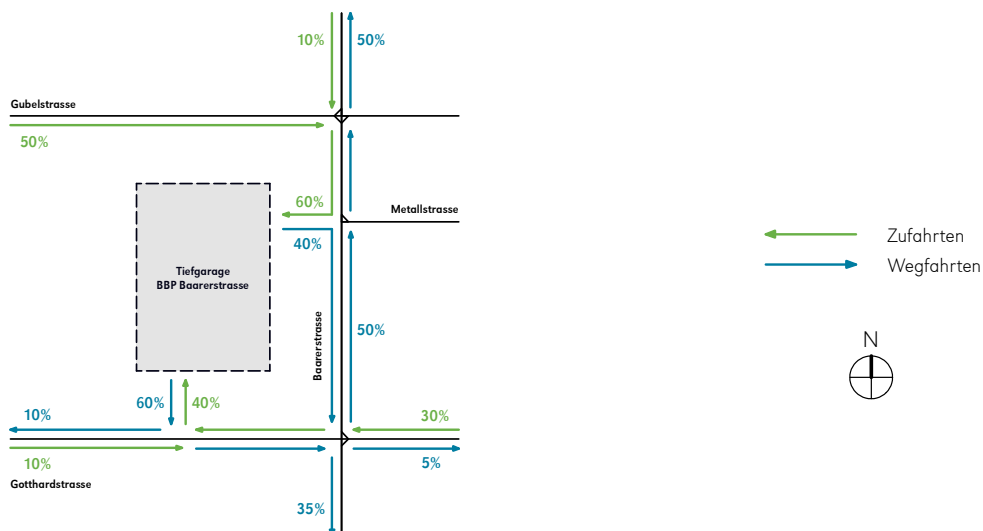 10%
50%
Gubelstrasse
50%
60%
Metallstrasse
40%
Zufahrten
Wegfahrten
Tiefgarage
BBP Baarerstrasse
Baarerstrasse
50%
N
60%
40%
10%
30%
10%
5%
Gotthardstrasse
35%